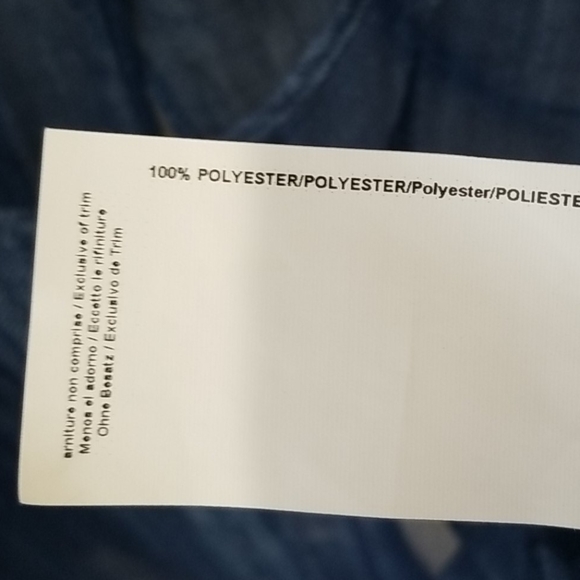 100% POLYESTER/POLYESTER/Polyester/POLIESTE
arniture non comprise / Exclusive of trim
Menos el adorno / Eccetto le rifiniture
Ohne Besatz / Exclusivo de Trim